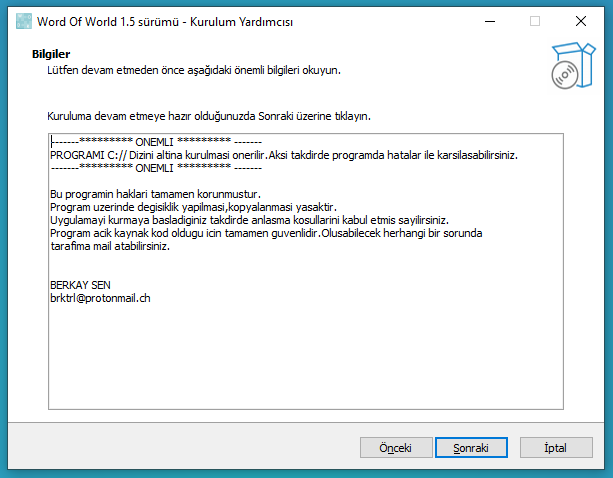 Word Of World 1.5 sürümü - Kurulum Yardımcısı
Bilgiler
Lütfen devam etmeden önce aşağıdaki önemli bilgileri okuyun.
Kuruluma devam etmeye hazır olduğunuzda Sonraki üzerine tıklayın.
-------********* ONEMLI ********* -------
PROGRAMI C:// Dizini altina kurulmasi onerilir.Aksi takdirde programda hatalar ile karsilasabilirsiniz.
-------********* ONEMLI ********* -------
Bu programin haklari tamamen korunmustur.
Program uzerinde degisiklik yapilmasi,kopyalanmasi yasaktir.
Uygulamayi kurmaya basladiginiz takdirde anlasma kosullarini kabul etmis sayilirsiniz.
Program acik kaynak kod oldugu icin tamamen guvenlidir.Olusabilecek herhangi bir sorunda
tarafima mail atabilirsiniz.
BERKAY SEN
brktrl@protonmail.ch
Önceki
Sonraki
İptal